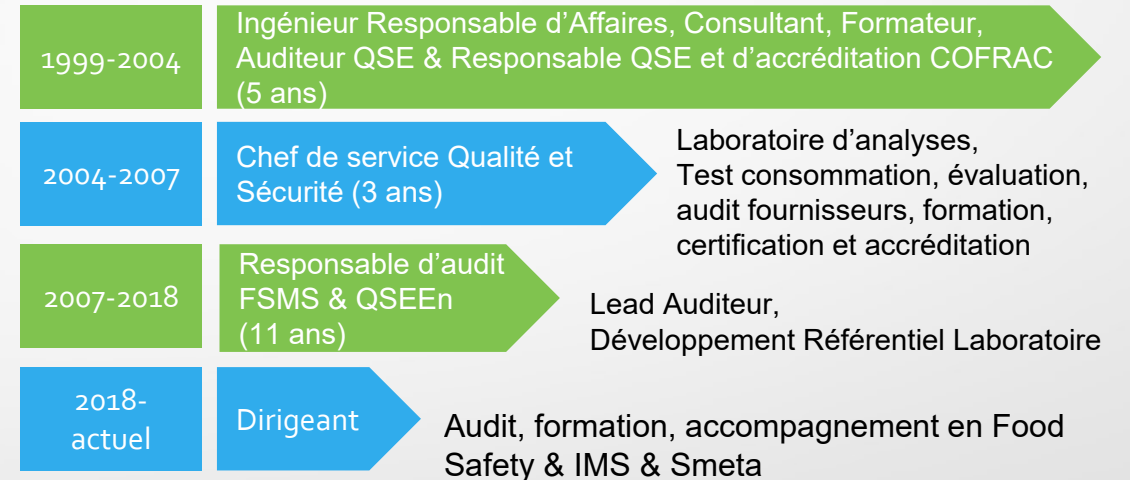 1999-2004
Ingénieur Responsable d’Affaires, Consultant, Formateur,
Auditeur QSE & Responsable QSE et d’accréditation COFRAC
(5 ans)
2004-2007
Chef de service Qualité et
Sécurité (3 ans)
Laboratoire d’analyses,
Test consommation, évaluation,
audit fournisseurs, formation,
certification et accréditation
2007-2018
Responsable d’audit
FSMS & QSEEn
(11 ans)
Lead Auditeur,
Développement Référentiel Laboratoire
2018-
actuel
Dirigeant
Audit, formation, accompagnement en Food
Safety & IMS & Smeta